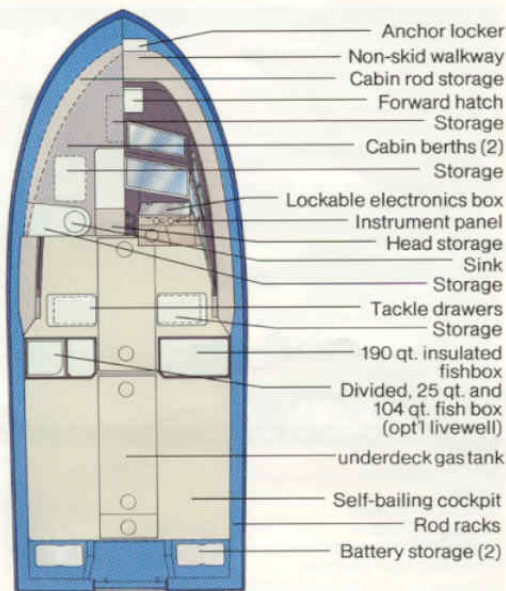 Anchor locker
Non-skid walkway
Cabin rod storage
Forward hatch
Storage
Cabin berths (2)
Storage
Lockable electronics box
Instrument panel
Head storage
Sink
Storage
Tackle drawers
Storage
190 qt. insulated
fishbox
Divided, 25 qt. and
104 qt. fish box
(opt'l livewell)
underdeck gas tank
Self-bailing cockpit
Rod racks
Battery storage (2)